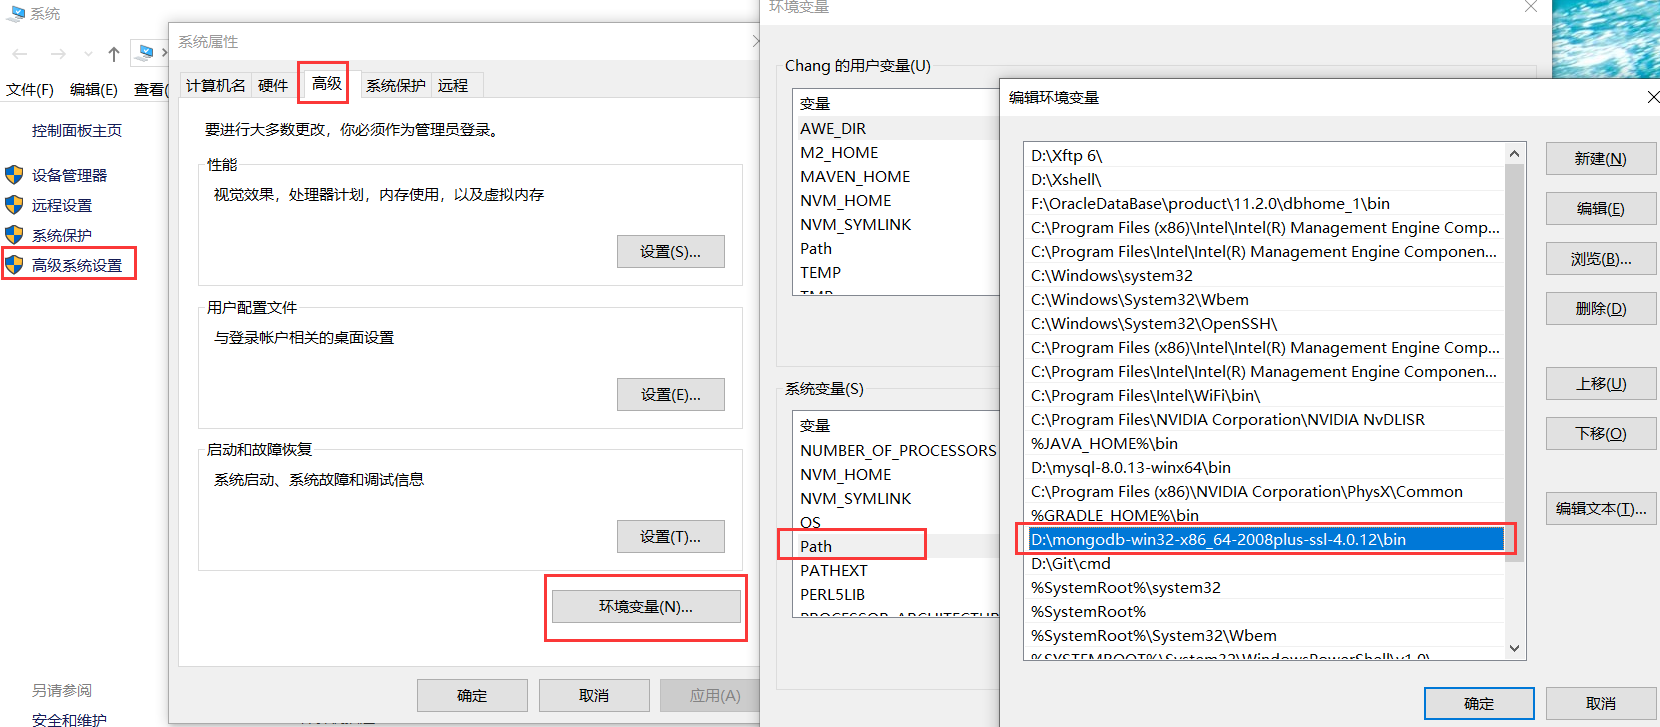 系统
文件(F) 编辑(E) 查看(
控制面板主页
设备管理器
远程设置
系统保护
高级系统设置
另请参阅
安全和维护
系统属性
计算机名 硬件 高级 系统保护 远程
要进行大多数更改，你必须作为管理员登录。
性能
视觉效果，处理器计划，内存使用，以及虚拟内存
设置(S)...
用户配置文件
与登录帐户相关的桌面设置
设置(E)...
启动和故障恢复
系统启动、系统故障和调试信息
设置(T)...
环境变量(N)...
确定 取消 应用(A)
环境变量
Chang 的用户变量(U)
变量
AWE_DIR
M2_HOME
MAVEN_HOME
NVM_HOME
NVM_SYMLINK
Path
TEMP
TMP
系统变量(S)
变量
NUMBER_OF_PROCESSORS
NVM_HOME
NVM_SYMLINK
OS
Path
PATHEXT
PERL5LIB
PROCESSOR_ARCHITECTUR
编辑环境变量
D:\Xftp 6\
D:\Xshell\
F:\OracleDataBase\product\11.2.0\dbhome_1\bin
C:\Program Files (x86)\Intel\Intel(R) Management Engine Comp...
C:\Program Files\Intel\Intel(R) Management Engine Componen...
C:\Windows\system32
C:\Windows\System32\Wbem
C:\Windows\System32\OpenSSH\
C:\Program Files (x86)\Intel\Intel(R) Management Engine Comp...
C:\Program Files\Intel\Intel(R) Management Engine Componen...
C:\Program Files\Intel\WiFi\bin\
C:\Program Files\NVIDIA Corporation\NVIDIA NvDLISR
%JAVA_HOME%\bin
D:\mysql-8.0.13-winx64\bin
C:\Program Files (x86)\NVIDIA Corporation\PhysX\Common
%GRADLE_HOME%\bin
D:\mongodb-win32-x86_64-2008plus-ssl-4.0.12\bin
D:\Git\cmd
%SystemRoot%\system32
%SystemRoot%
%SystemRoot%\System32\Wbem
%SYSTEMROOT%\System32\WindowsPowerShell\v1.0\
新建(N)
编辑(E)
浏览(B)...
删除(D)
上移(U)
下移(O)
编辑文本(T)...
确定 取消